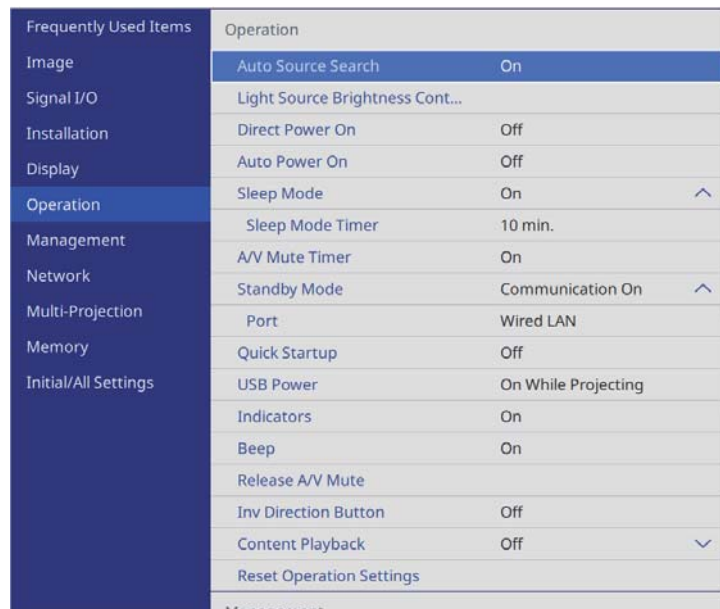 Frequently Used Items
Image
Signal I/O
Installation
Display
Operation
Management
Network
Multi-Projection
Memory
Initial/All Settings
Operation
Auto Source Search On
Light Source Brightness Cont...
Direct Power On Off
Auto Power On Off
Sleep Mode On
Sleep Mode Timer 10 min.
A/V Mute Timer On
Standby Mode Communication On
Port Wired LAN
Quick Startup Off
USB Power On While Projecting
Indicators On
Beep On
Release A/V Mute
Inv Direction Button Off
Content Playback Off
Reset Operation Settings